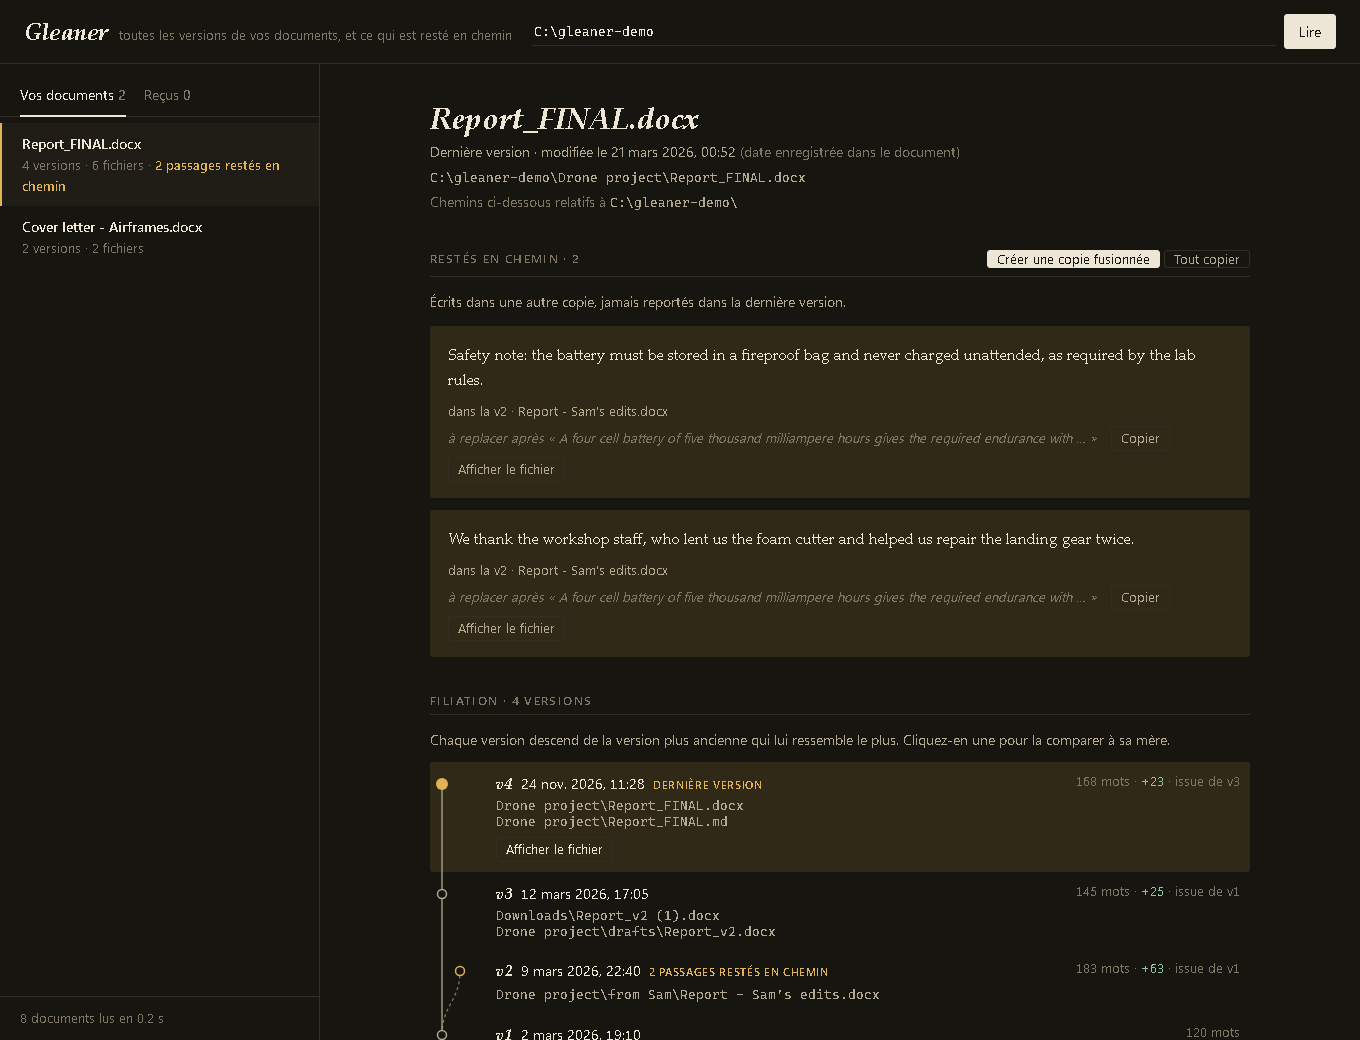 Gleaner toutes les versions de vos documents, et ce qui est resté en chemin C:\gleaner-demo Lire
Vos documents 2 Reçus 0
Report_FINAL.docx
4 versions · 6 fichiers · 2 passages restés en
chemin
Cover letter - Airframes.docx
2 versions · 2 fichiers
8 documents lus en 0.2 s
Report_FINAL.docx
Dernière version · modifiée le 21 mars 2026, 00:52 (date enregistrée dans le document)
C:\gleaner-demo\Drone project\Report_FINAL.docx
Chemins ci-dessous relatifs à C:\gleaner-demo\
RESTÉS EN CHEMIN · 2 Créer une copie fusionnée Tout copier
Écrits dans une autre copie, jamais reportés dans la dernière version.
Safety note: the battery must be stored in a fireproof bag and never charged unattended, as required by the lab
rules.
dans la v2 · Report - Sam's edits.docx
à replacer après « A four cell battery of five thousand milliampere hours gives the required endurance with ... » Copier
Afficher le fichier
We thank the workshop staff, who lent us the foam cutter and helped us repair the landing gear twice.
dans la v2 · Report - Sam's edits.docx
à replacer après « A four cell battery of five thousand milliampere hours gives the required endurance with ... » Copier
Afficher le fichier
FILIATION · 4 VERSIONS
Chaque version descend de la version plus ancienne qui lui ressemble le plus. Cliquez-en une pour la comparer à sa mère.
v4 24 nov. 2026, 11:28 DERNIÈRE VERSION 168 mots · +23 · issue de v3
Drone project\Report_FINAL.docx
Drone project\Report_FINAL.md
Afficher le fichier
v3 12 mars 2026, 17:05 145 mots · +25 · issue de v1
Downloads\Report_v2 (1).docx
Drone project\drafts\Report_v2.docx
v2 9 mars 2026, 22:40 2 PASSAGES RESTÉS EN CHEMIN 183 mots · +63 · issue de v1
Drone project\from Sam\Report - Sam's edits.docx
v1 2 mars 2026, 19:10 120 mots